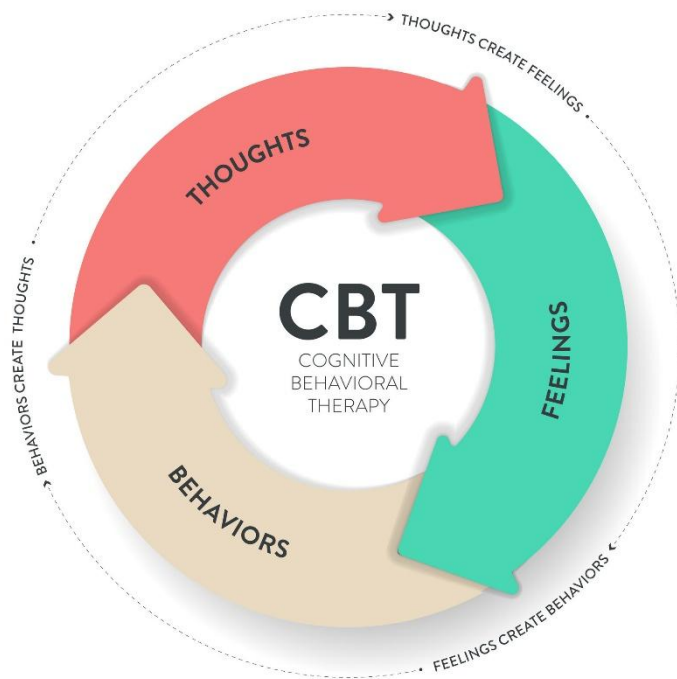 THOUGHTS CREATE FEELINGS
THOUGHTS
CBT
COGNITIVE
BEHAVIORAL
THERAPY
FEELINGS
BEHAVIORS CREATE THOUGHTS
BEHAVIORS
FEELINGS CREATE BEHAVIORS